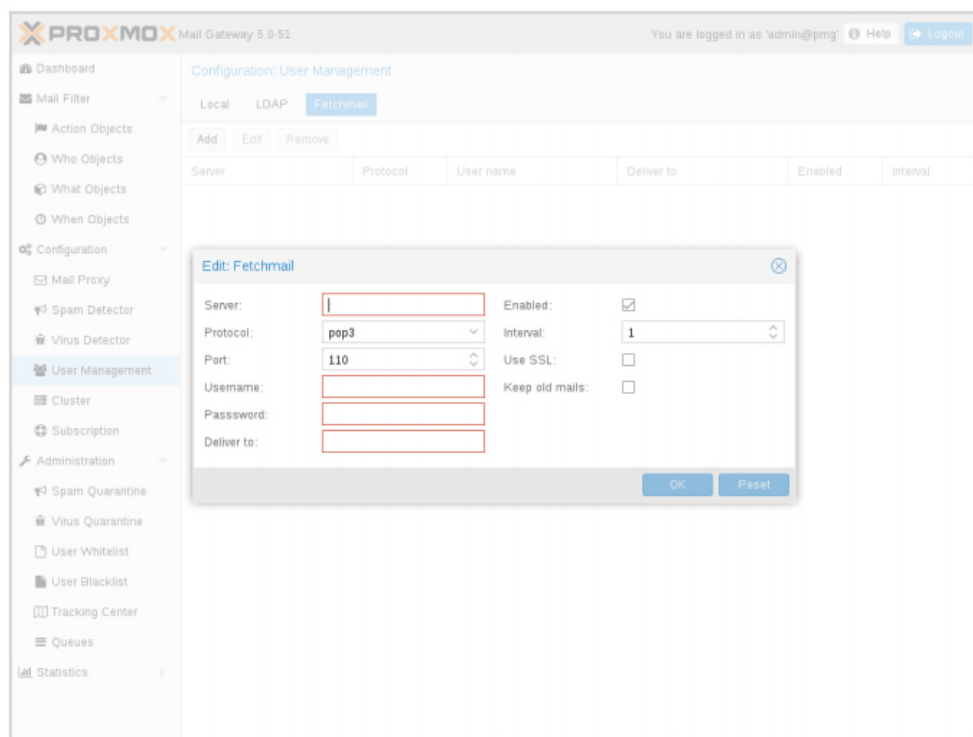 PROXMOX Mail Gateway 5.0-51 You are logged in as 'admin@pmg' Help Logout
Dashboard
Mail Filter
Action Objects
Who Objects
What Objects
When Objects
Configuration
Mail Proxy
Spam Detector
Virus Detector
User Management
Cluster
Subscription
Administration
Spam Quarantine
Virus Quarantine
User Whitelist
User Blacklist
Tracking Center
Queues
Statistics
Configuration: User Management
Local LDAP Fetchmail
Add Edit Remove
Server Protocol User name Deliver to Enabled Interval
Edit: Fetchmail
Server:
Protocol: pop3
Port: 110
Username:
Passsword:
Deliver to:
Enabled:
Interval: 1
Use SSL:
Keep old mails:
OK Reset